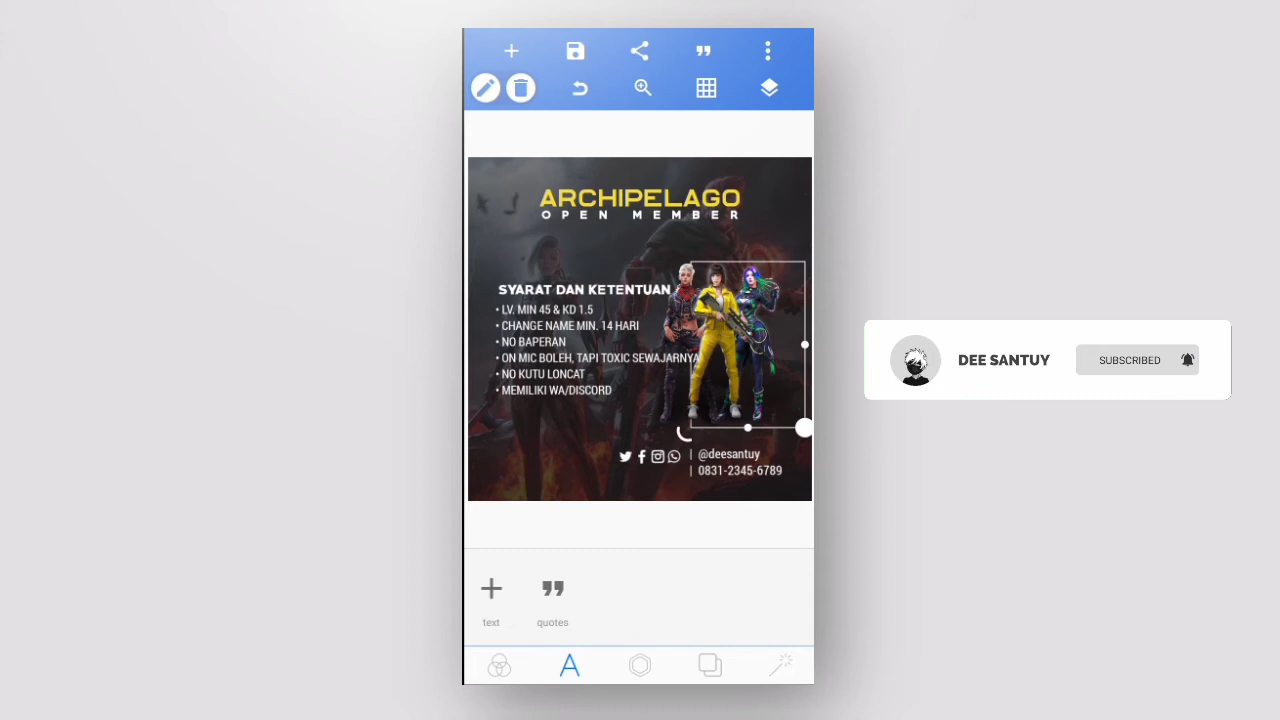 ARCHIPELAGO
OPEN MEMBER
SYARAT DAN KETENTUAN
• LV. MIN 45 & KD 1.5
• CHANGE NAME MIN. 14 HARI
• NO BAPERAN
• ON MIC BOLEH, TAPI TOXIC SEWAJARNYA
• NO KUTU LONCAT
• MEMILIKI WA/DISCORD
| @deesantuy
| 0831-2345-6789
text
quotes
DEE SANTUY
SUBSCRIBED